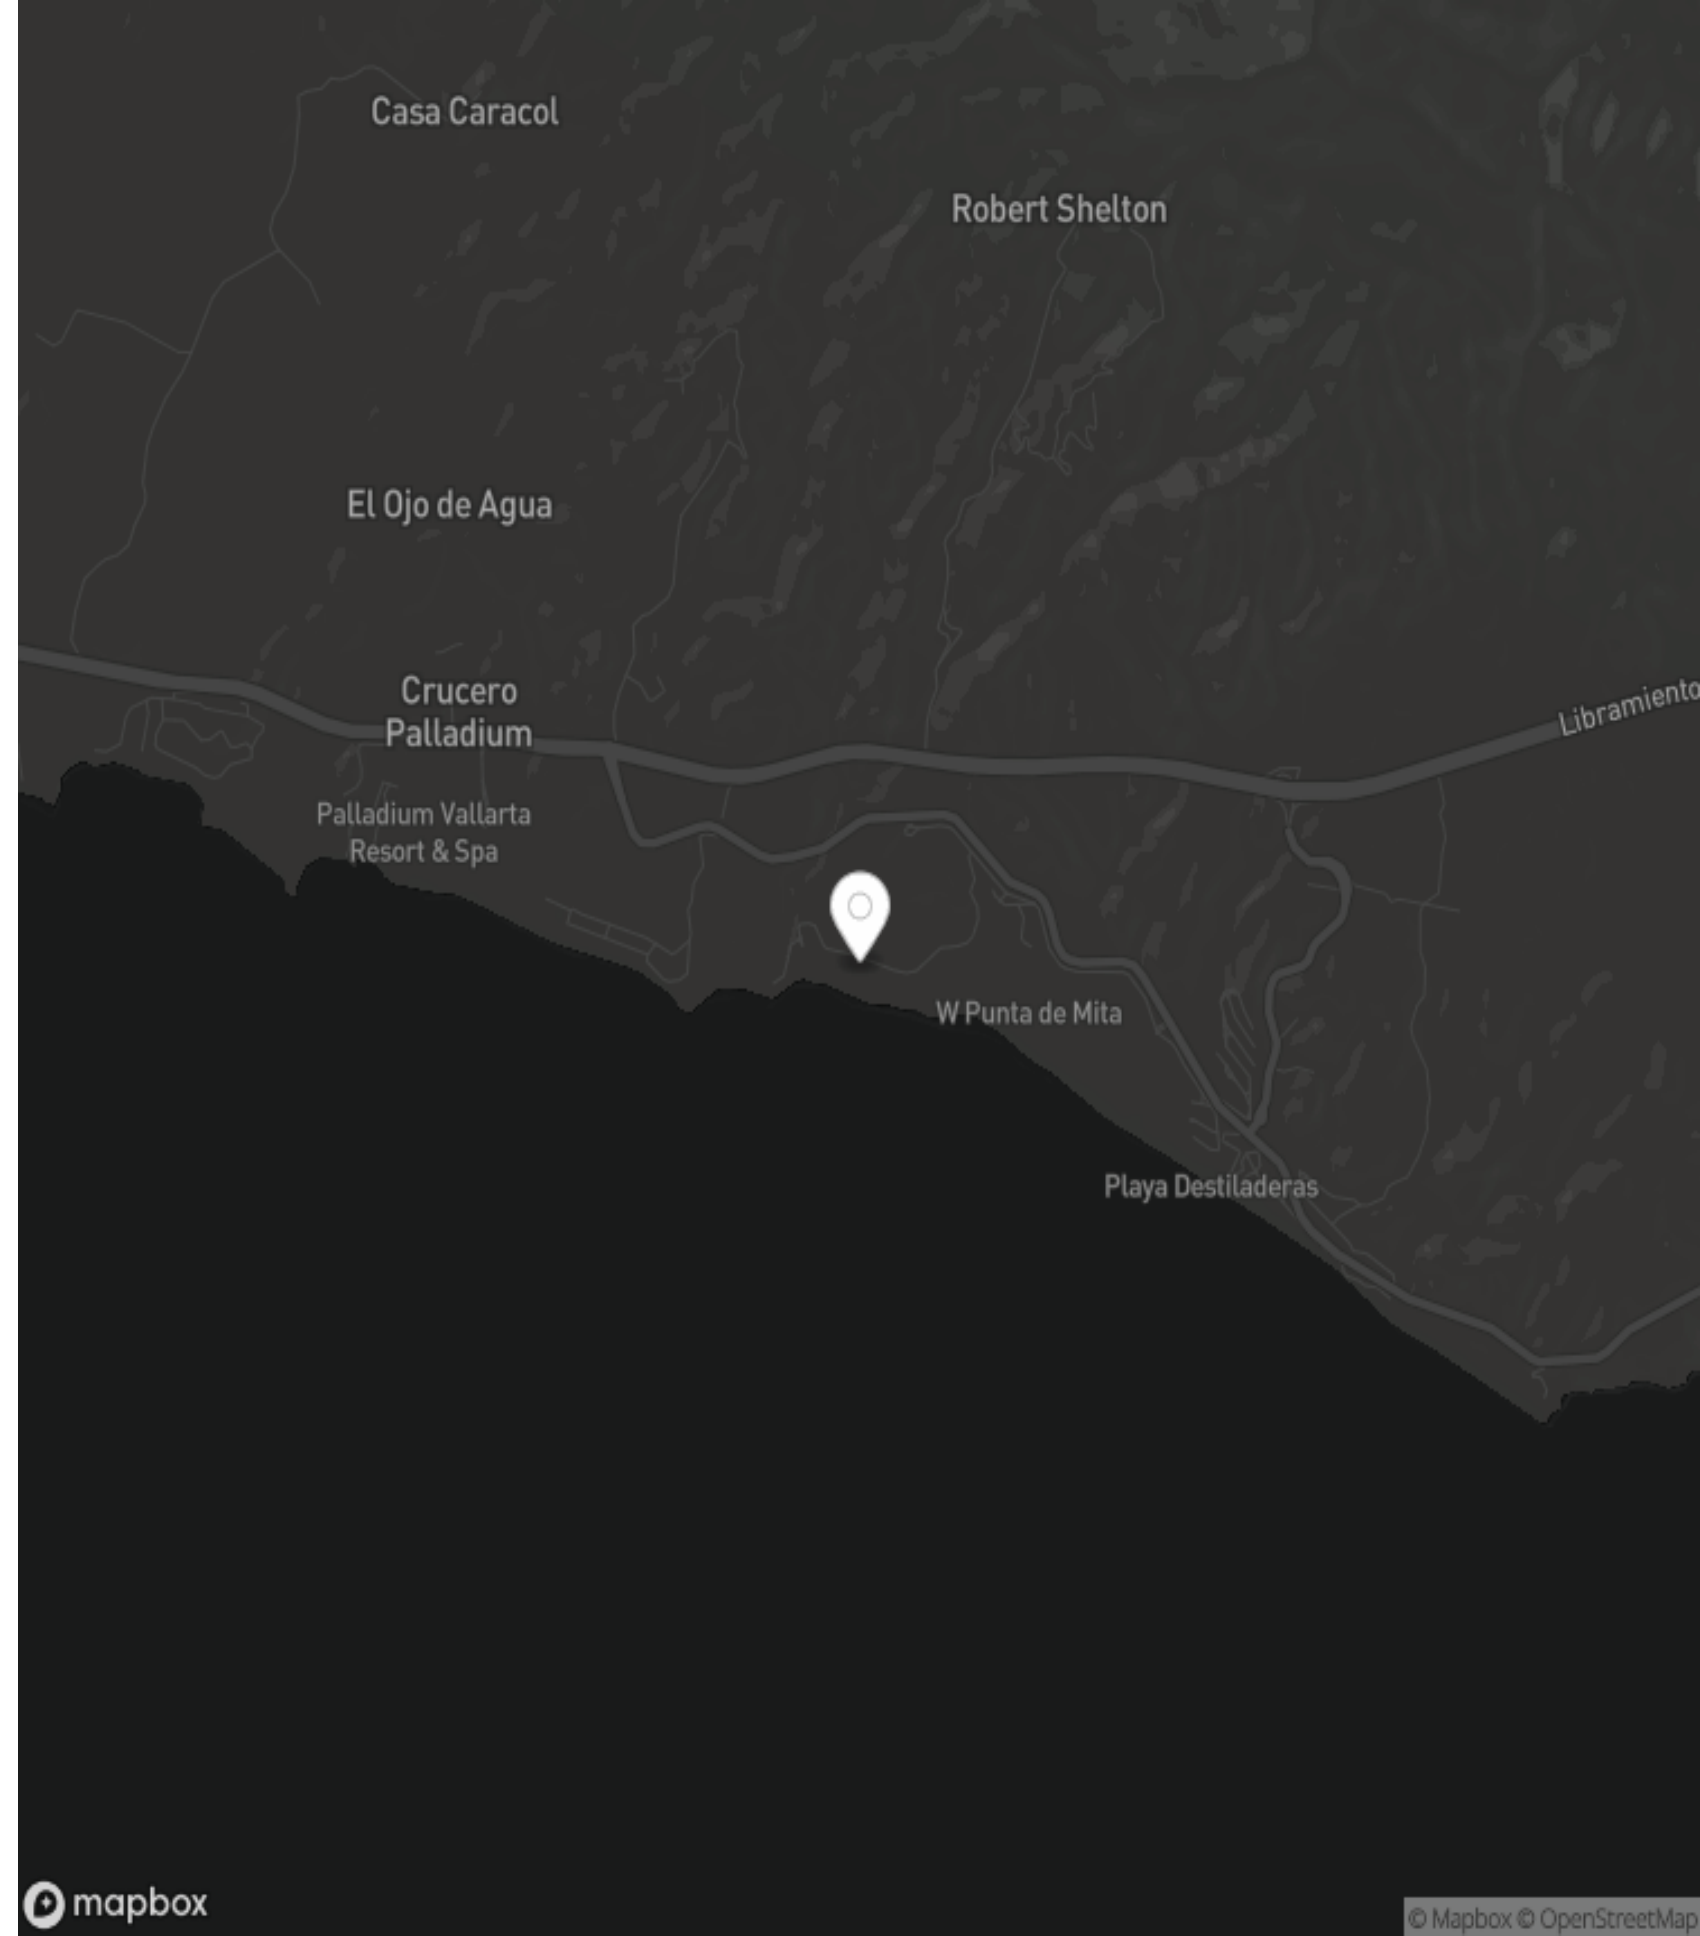 Casa Caracol
Robert Shelton
El Ojo de Agua
Crucero
Palladium
Libramiento
Palladium Vallarta
Resort & Spa
W Punta de Mita
Playa Destiladeras
mapbox
© Mapbox © OpenStreetMap